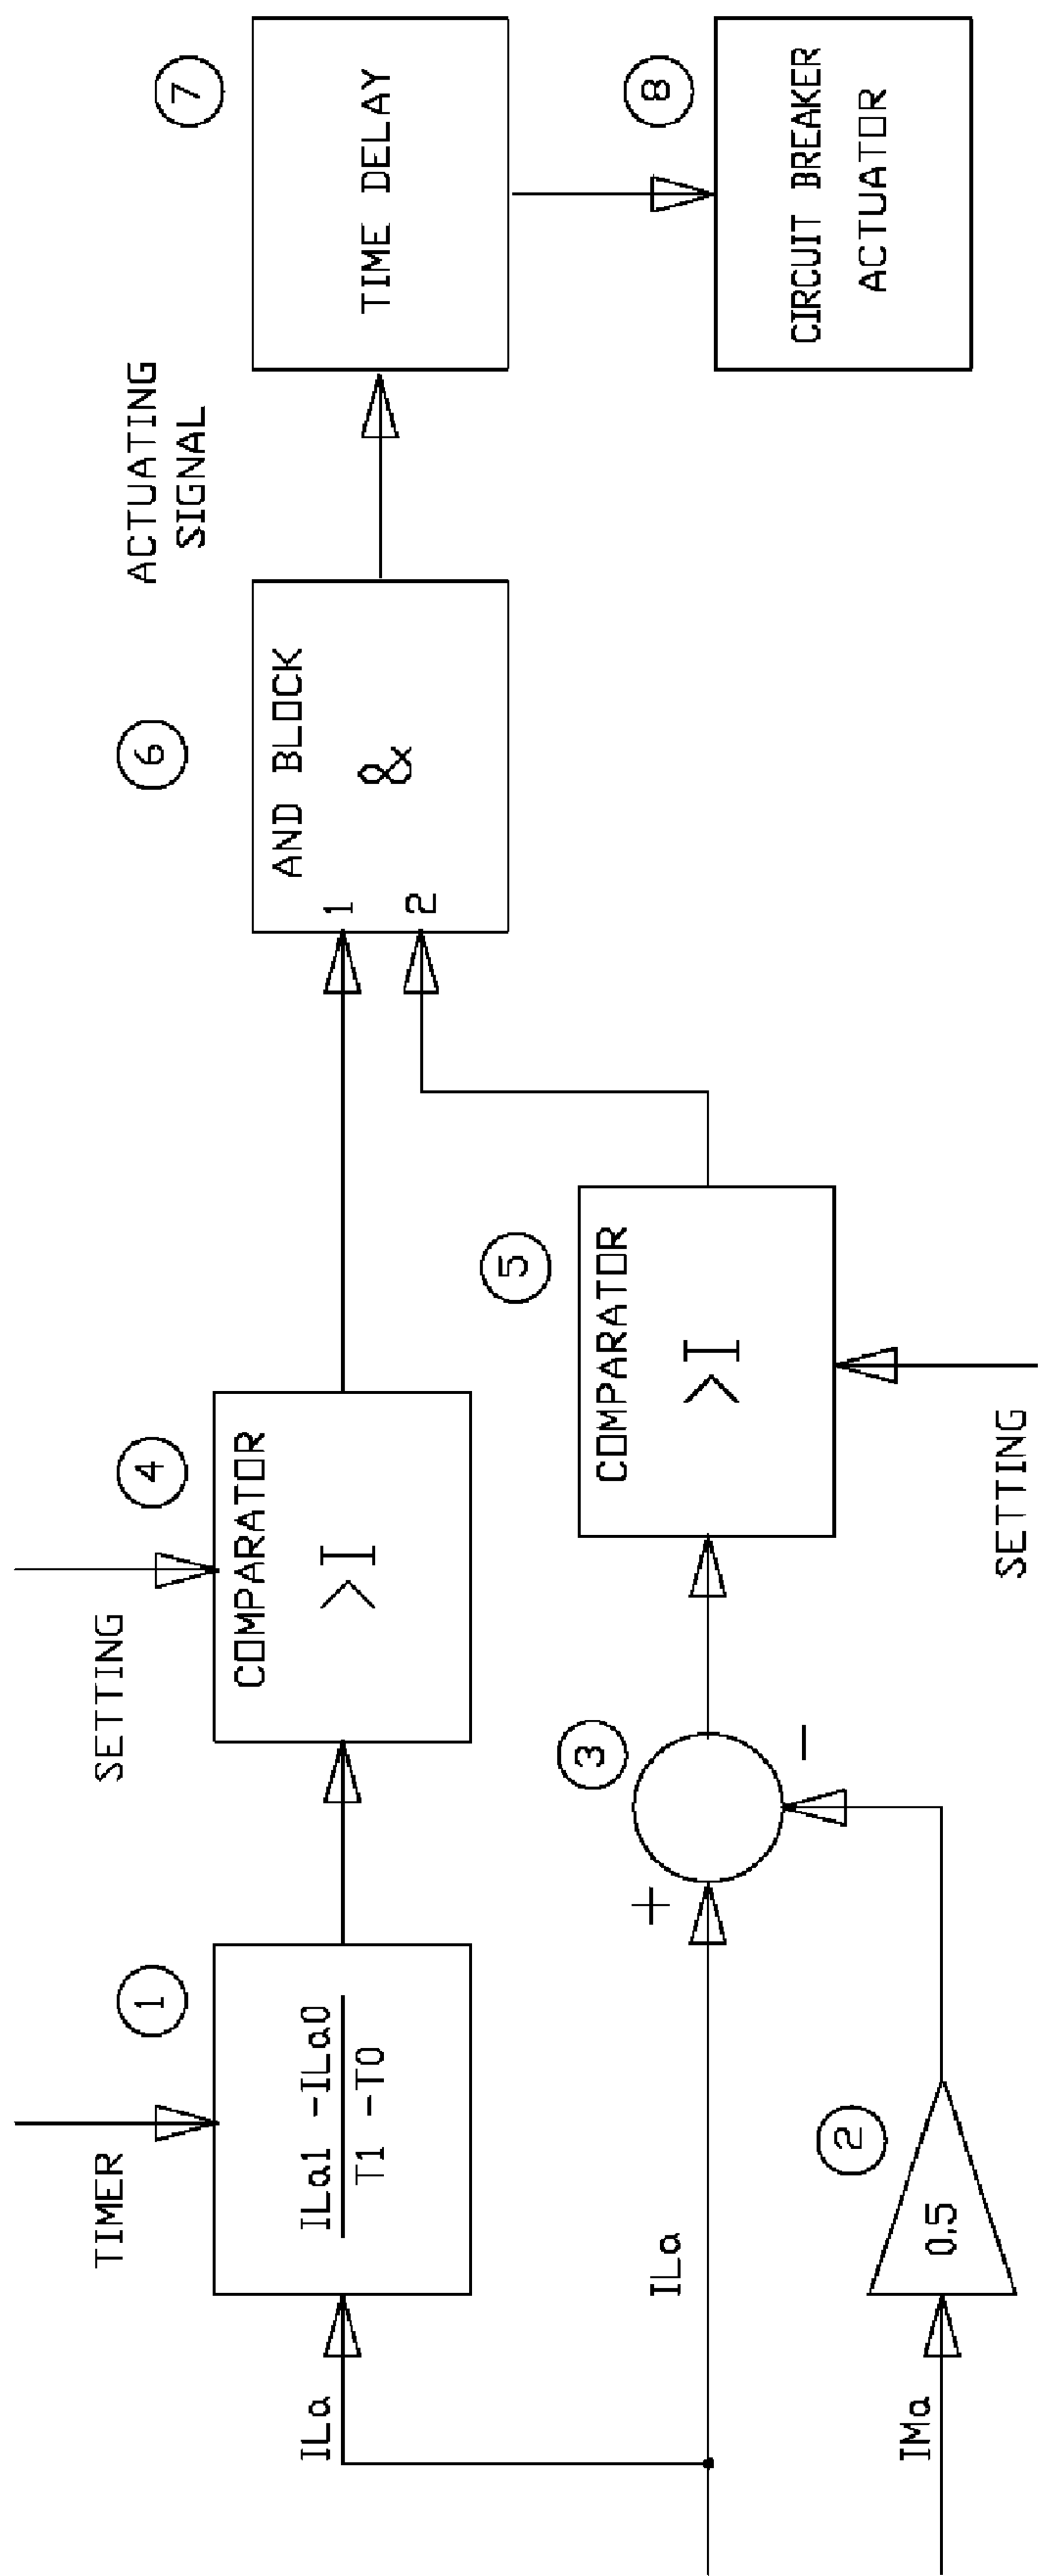 TIMER
1
ILa
ILa1 -ILa0
T1 -T0
SETTING
4
COMPARATOR
>I
6
AND BLOCK
1
&
2
ACTUATING
SIGNAL
7
TIME DELAY
ILa
+
3
-
5
COMPARATOR
>I
SETTING
8
CIRCUIT BREAKER
ACTUATOR
IMa
2
0.5